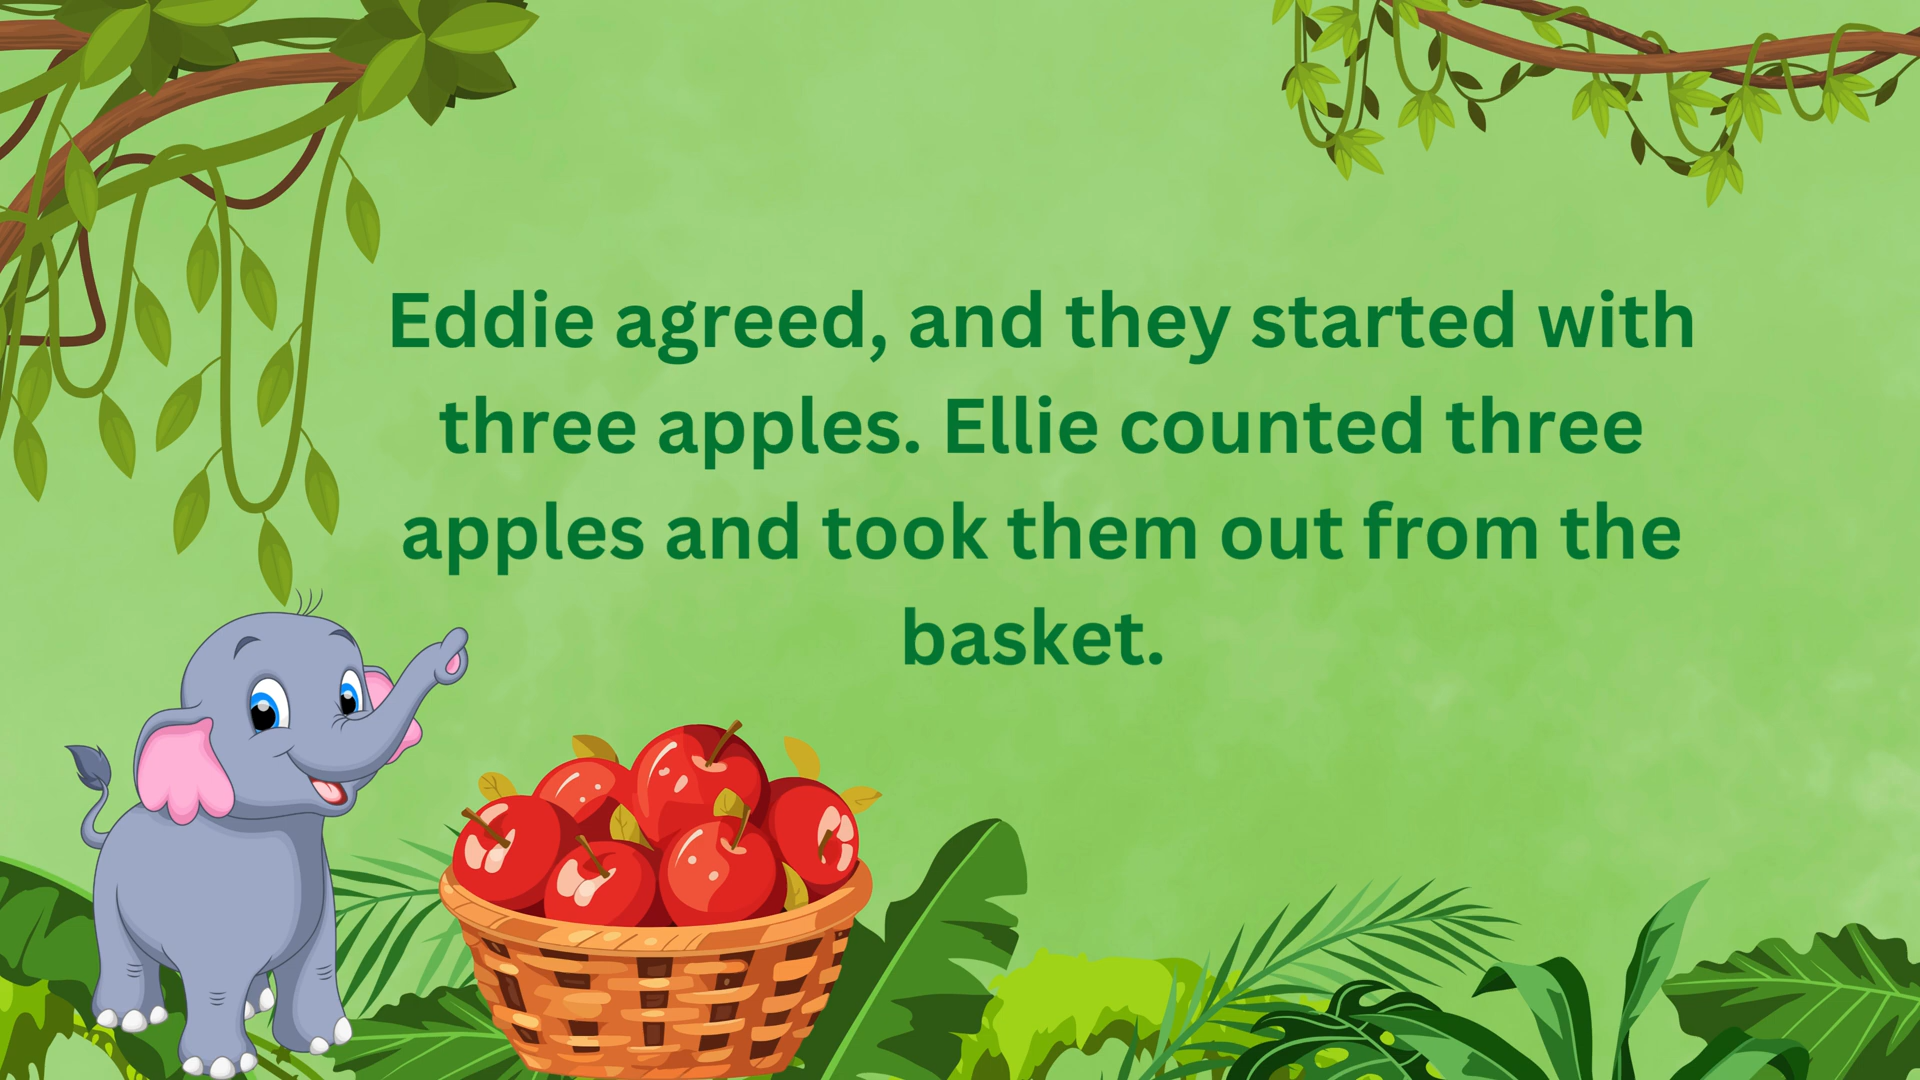 Eddie agreed, and they started with
three apples. Ellie counted three
apples and took them out from the
basket.